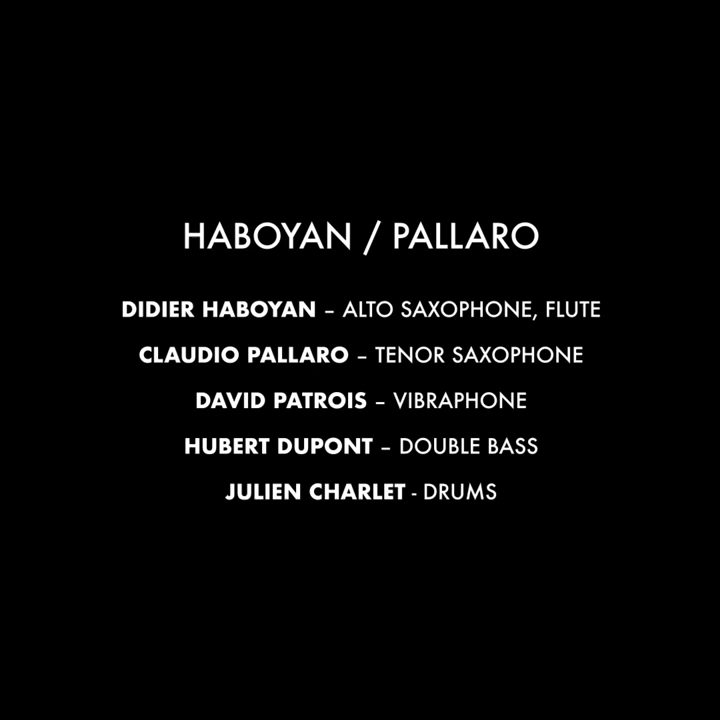 HABOYAN / PALLARO
DIDIER HABOYAN – ALTO SAXOPHONE, FLUTE
CLAUDIO PALLARO – TENOR SAXOPHONE
DAVID PATROIS – VIBRAPHONE
HUBERT DUPONT – DOUBLE BASS
JULIEN CHARLET - DRUMS